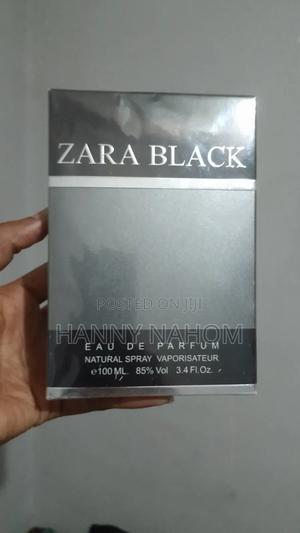 ZARA BLACK
POSTED ON JIJI
HANNY NAHOM
EAU DE PARFUM
NATURAL SPRAY VAPORISATEUR
e100 ML. 85% Vol 3.4 Fl.Oz.